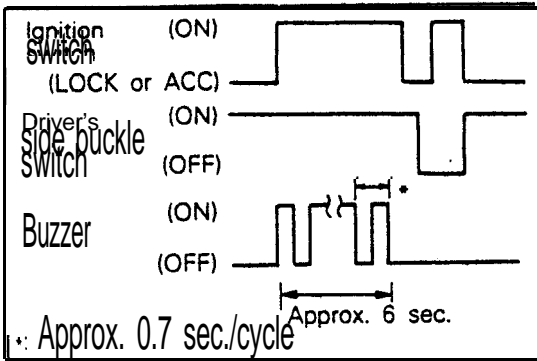 Ignition (ON)
switch
(LOCK or ACC)
Driver's (ON)
side puckle
switch (OFF)
*
Buzzer (ON)
(OFF)
Approx. 6 sec.
*: Approx. 0.7 sec./cycle